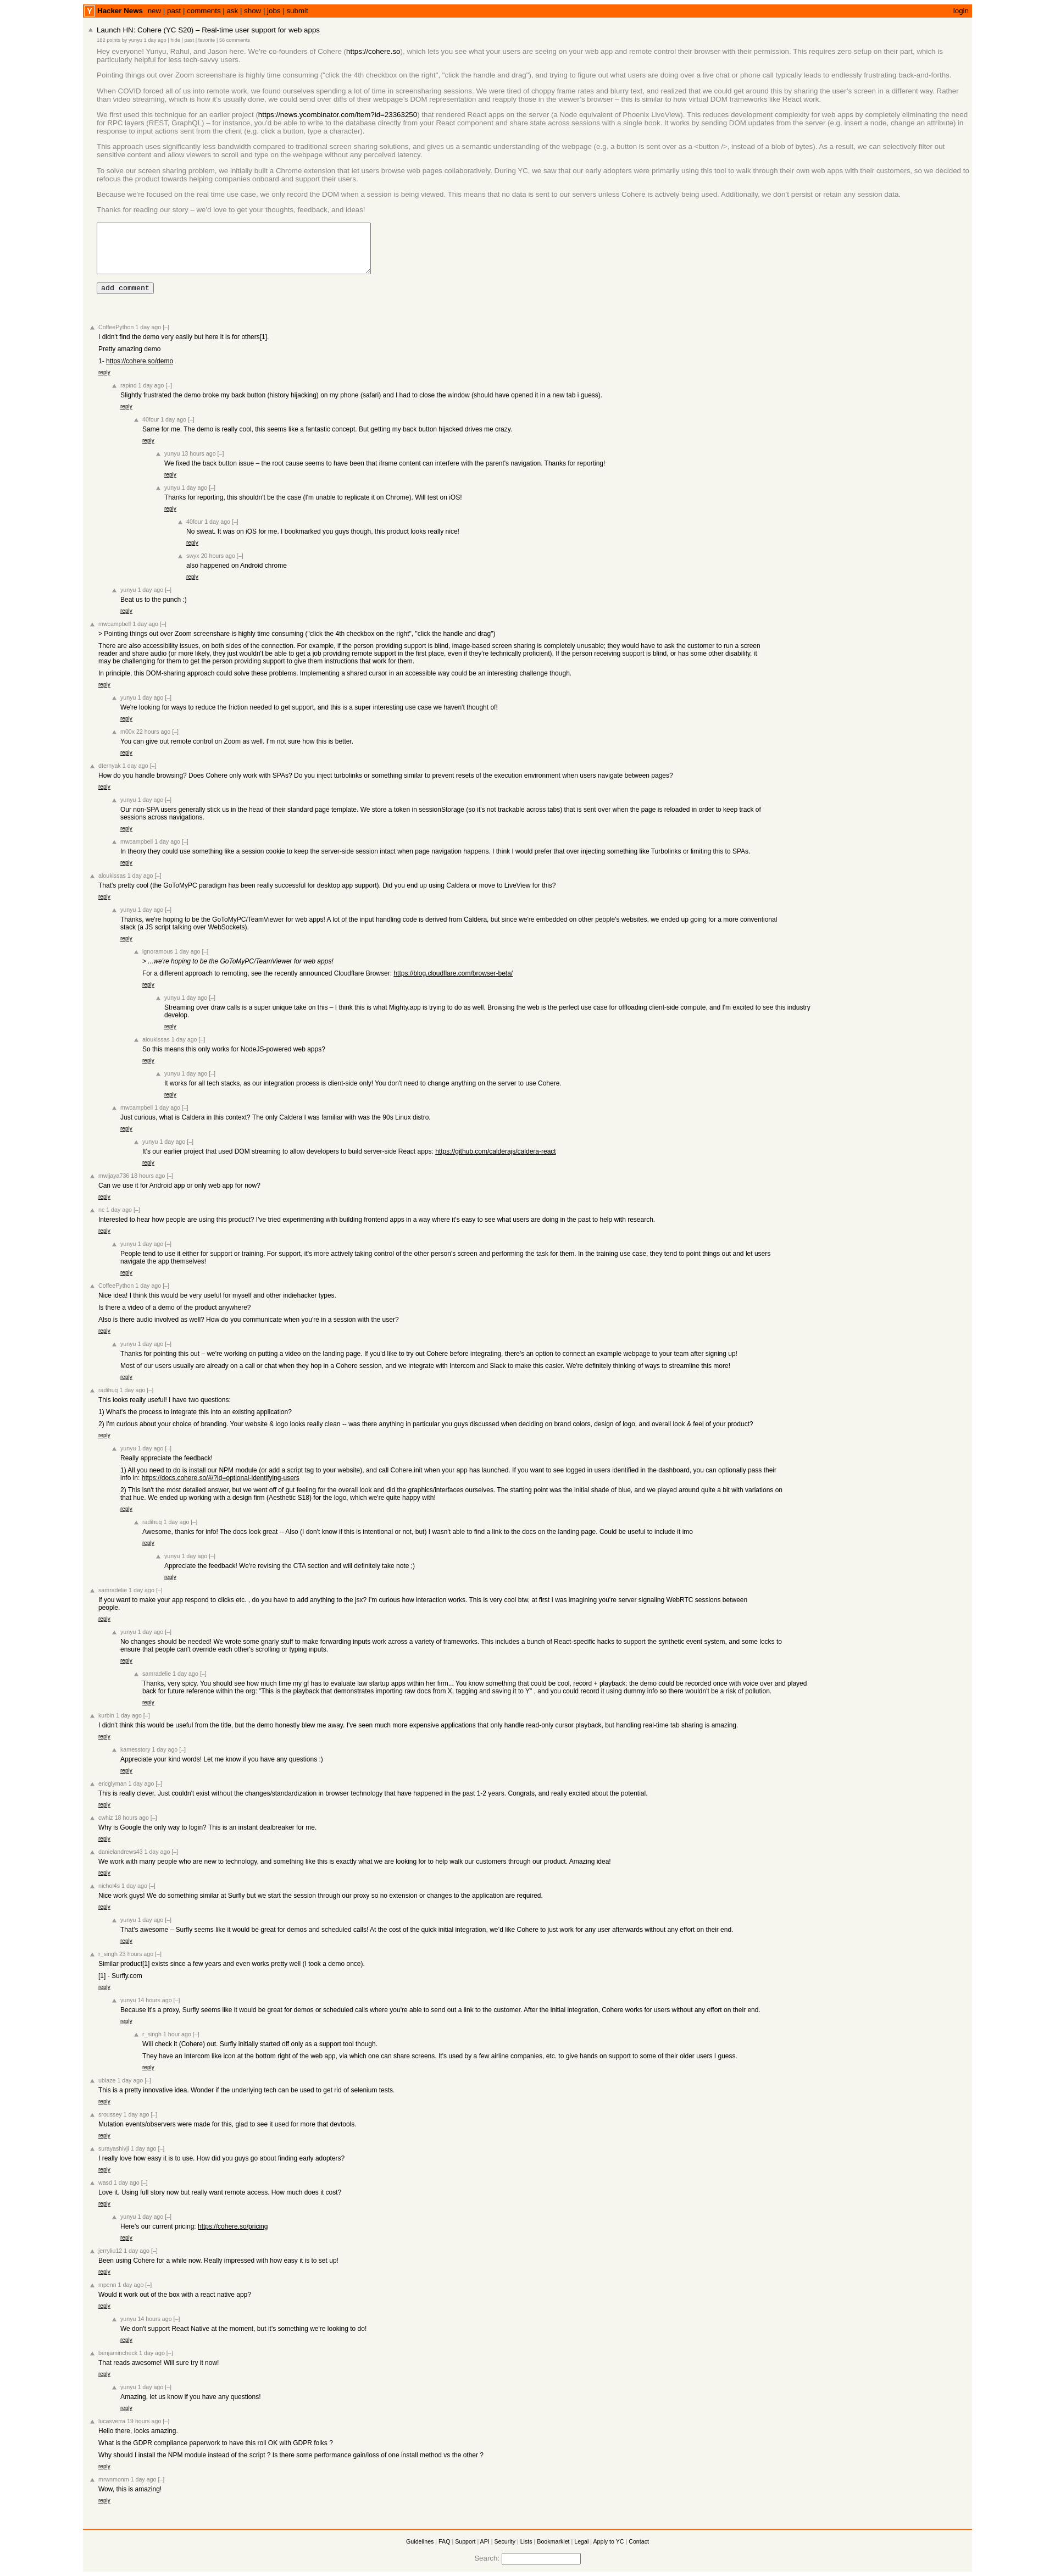 Y Hacker News new | past | comments | ask | show | jobs | submit login
Launch HN: Cohere (YC S20) – Real-time user support for web apps
182 points by yunyu 1 day ago | hide | past | favorite | 56 comments
Hey everyone! Yunyu, Rahul, and Jason here. We're co-founders of Cohere (https://cohere.so), which lets you see what your users are seeing on your web app and remote control their browser with their permission. This requires zero setup on their part, which is
particularly helpful for less tech-savvy users.
Pointing things out over Zoom screenshare is highly time consuming ("click the 4th checkbox on the right", "click the handle and drag"), and trying to figure out what users are doing over a live chat or phone call typically leads to endlessly frustrating back-and-forths.
When COVID forced all of us into remote work, we found ourselves spending a lot of time in screensharing sessions. We were tired of choppy frame rates and blurry text, and realized that we could get around this by sharing the user's screen in a different way. Rather
than video streaming, which is how it's usually done, we could send over diffs of their webpage's DOM representation and reapply those in the viewer's browser – this is similar to how virtual DOM frameworks like React work.
We first used this technique for an earlier project (https://news.ycombinator.com/item?id=23363250) that rendered React apps on the server (a Node equivalent of Phoenix LiveView). This reduces development complexity for web apps by completely eliminating the need
for RPC layers (REST, GraphQL) – for instance, you'd be able to write to the database directly from your React component and share state across sessions with a single hook. It works by sending DOM updates from the server (e.g. insert a node, change an attribute) in
response to input actions sent from the client (e.g. click a button, type a character).
This approach uses significantly less bandwidth compared to traditional screen sharing solutions, and gives us a semantic understanding of the webpage (e.g. a button is sent over as a <button />, instead of a blob of bytes). As a result, we can selectively filter out
sensitive content and allow viewers to scroll and type on the webpage without any perceived latency.
To solve our screen sharing problem, we initially built a Chrome extension that let users browse web pages collaboratively. During YC, we saw that our early adopters were primarily using this tool to walk through their own web apps with their customers, so we decided to
refocus the product towards helping companies onboard and support their users.
Because we're focused on the real time use case, we only record the DOM when a session is being viewed. This means that no data is sent to our servers unless Cohere is actively being used. Additionally, we don't persist or retain any session data.
Thanks for reading our story – we'd love to get your thoughts, feedback, and ideas!
add comment
CoffeePython 1 day ago [–]
I didn't find the demo very easily but here it is for others[1].
Pretty amazing demo
1- https://cohere.so/demo
reply
rapind 1 day ago [–]
Slightly frustrated the demo broke my back button (history hijacking) on my phone (safari) and I had to close the window (should have opened it in a new tab i guess).
reply
40four 1 day ago [–]
Same for me. The demo is really cool, this seems like a fantastic concept. But getting my back button hijacked drives me crazy.
reply
yunyu 13 hours ago [–]
We fixed the back button issue – the root cause seems to have been that iframe content can interfere with the parent's navigation. Thanks for reporting!
reply
yunyu 1 day ago [–]
Thanks for reporting, this shouldn't be the case (I'm unable to replicate it on Chrome). Will test on iOS!
reply
40four 1 day ago [–]
No sweat. It was on iOS for me. I bookmarked you guys though, this product looks really nice!
reply
swyx 20 hours ago [–]
also happened on Android chrome
reply
yunyu 1 day ago [–]
Beat us to the punch :)
reply
mwcampbell 1 day ago [–]
> Pointing things out over Zoom screenshare is highly time consuming ("click the 4th checkbox on the right", "click the handle and drag")
There are also accessibility issues, on both sides of the connection. For example, if the person providing support is blind, image-based screen sharing is completely unusable; they would have to ask the customer to run a screen
reader and share audio (or more likely, they just wouldn't be able to get a job providing remote support in the first place, even if they're technically proficient). If the person receiving support is blind, or has some other disability, it
may be challenging for them to get the person providing support to give them instructions that work for them.
In principle, this DOM-sharing approach could solve these problems. Implementing a shared cursor in an accessible way could be an interesting challenge though.
reply
yunyu 1 day ago [–]
We're looking for ways to reduce the friction needed to get support, and this is a super interesting use case we haven't thought of!
reply
m00s 22 hours ago [–]
You can give out remote control on Zoom as well. I'm not sure how this is better.
reply
dternyak 1 day ago [–]
How do you handle browsing? Does Cohere only work with SPAs? Do you inject turbolinks or something similar to prevent resets of the execution environment when users navigate between pages?
reply
yunyu 1 day ago [–]
Our non-SPA users generally stick us in the head of their standard page template. We store a token in sessionStorage (so it's not trackable across tabs) that is sent over when the page is reloaded in order to keep track of
sessions across navigations.
reply
mwcampbell 1 day ago [–]
In theory they could use something like a session cookie to keep the server-side session intact when page navigation happens. I think I would prefer that over injecting something like Turbolinks or limiting this to SPAs.
reply
aloukissas 1 day ago [–]
That's pretty cool (the GoToMyPC paradigm has been really successful for desktop app support). Did you end up using Caldera or move to LiveView for this?
reply
yunyu 1 day ago [–]
Thanks, we're hoping to be the GoToMyPC/TeamViewer for web apps! A lot of the input handling code is derived from Caldera, but since we're embedded on other people's websites, we ended up going for a more conventional
stack (a JS script talking over WebSockets).
reply
ignoramous 1 day ago [–]
> ...we're hoping to be the GoToMyPC/TeamViewer for web apps!
For a different approach to remoting, see the recently announced Cloudflare Browser: https://blog.cloudflare.com/browser-beta/
reply
yunyu 1 day ago [–]
Streaming over draw calls is a super unique take on this – I think this is what Mighty.app is trying to do as well. Browsing the web is the perfect use case for offloading client-side compute, and I'm excited to see this industry
develop.
reply
aloukissas 1 day ago [–]
So this means this only works for NodeJS-powered web apps?
reply
yunyu 1 day ago [–]
It works for all tech stacks, as our integration process is client-side only! You don't need to change anything on the server to use Cohere.
reply
mwcampbell 1 day ago [–]
Just curious, what is Caldera in this context? The only Caldera I was familiar with was the 90s Linux distro.
reply
yunyu 1 day ago [–]
It's our earlier project that used DOM streaming to allow developers to build server-side React apps: https://github.com/calderajs/caldera-react
reply
mwijaya736 18 hours ago [–]
Can we use it for Android app or only web app for now?
reply
nc 1 day ago [–]
Interested to hear how people are using this product? I've tried experimenting with building frontend apps in a way where it's easy to see what users are doing in the past to help with research.
reply
yunyu 1 day ago [–]
People tend to use it either for support or training. For support, it's more actively taking control of the other person's screen and performing the task for them. In the training use case, they tend to point things out and let users
navigate the app themselves!
reply
CoffeePython 1 day ago [–]
Nice idea! I think this would be very useful for myself and other indiehacker types.
Is there a video of a demo of the product anywhere?
Also is there audio involved as well? How do you communicate when you're in a session with the user?
reply
yunyu 1 day ago [–]
Thanks for pointing this out – we're working on putting a video on the landing page. If you'd like to try out Cohere before integrating, there's an option to connect an example webpage to your team after signing up!
Most of our users usually are already on a call or chat when they hop in a Cohere session, and we integrate with Intercom and Slack to make this easier. We're definitely thinking of ways to streamline this more!
reply
radihuq 1 day ago [–]
This looks really useful! I have two questions:
1) What's the process to integrate this into an existing application?
2) I'm curious about your choice of branding. Your website & logo looks really clean -- was there anything in particular you guys discussed when deciding on brand colors, design of logo, and overall look & feel of your product?
reply
yunyu 1 day ago [–]
Really appreciate the feedback!
1) All you need to do is install our NPM module (or add a script tag to your website), and call Cohere.init when your app has launched. If you want to see logged in users identified in the dashboard, you can optionally pass their
info in: https://docs.cohere.so/#/?id=optional-identifying-users
2) This isn't the most detailed answer, but we went off of gut feeling for the overall look and did the graphics/interfaces ourselves. The starting point was the initial shade of blue, and we played around quite a bit with variations on
that hue. We ended up working with a design firm (Aesthetic S18) for the logo, which we're quite happy with!
reply
radihuq 1 day ago [–]
Awesome, thanks for info! The docs look great -- Also (I don't know if this is intentional or not, but) I wasn't able to find a link to the docs on the landing page. Could be useful to include it imo
reply
yunyu 1 day ago [–]
Appreciate the feedback! We're revising the CTA section and will definitely take note ;)
reply
samradelie 1 day ago [–]
If you want to make your app respond to clicks etc. , do you have to add anything to the jsx? I'm curious how interaction works. This is very cool btw, at first I was imagining you're server signaling WebRTC sessions between
people.
reply
yunyu 1 day ago [–]
No changes should be needed! We wrote some gnarly stuff to make forwarding inputs work across a variety of frameworks. This includes a bunch of React-specific hacks to support the synthetic event system, and some locks to
ensure that people can't override each other's scrolling or typing inputs.
reply
samradelie 1 day ago [–]
Thanks, very spicy. You should see how much time my gf has to evaluate law startup apps within her firm... You know something that could be cool, record + playback: the demo could be recorded once with voice over and played
back for future reference within the org: "This is the playback that demonstrates importing raw docs from X, tagging and saving it to Y" , and you could record it using dummy info so there wouldn't be a risk of pollution.
reply
1 day ago [–]
I didn't think this would be useful from the title, but the demo honestly blew me away. I've seen much more expensive applications that only handle read-only cursor playback, but handling real-time tab sharing is amazing.
reply
kamesstory 1 day ago [–]
Appreciate your kind words! Let me know if you have any questions :)
reply
ericglyman 1 day ago [–]
This is really clever. Just couldn't exist without the changes/standardization in browser technology that have happened in the past 1-2 years. Congrats, and really excited about the potential.
reply
cwhiz 18 hours ago [–]
Why is Google the only way to login? This is an instant dealbreaker for me.
reply
danielandrews43 1 day ago [–]
We work with many people who are new to technology, and something like this is exactly what we are looking for to help walk our customers through our product. Amazing idea!
reply
nichol4s 1 day ago [–]
Nice work guys! We do something similar at Surfly but we start the session through our proxy so no extension or changes to the application are required.
reply
yunyu 1 day ago [–]
That's awesome – Surfly seems like it would be great for demos and scheduled calls! At the cost of the quick initial integration, we'd like Cohere to just work for any user afterwards without any effort on their end.
reply
r_singh 23 hours ago [–]
Similar product[1] exists since a few years and even works pretty well (I took a demo once).
[1] - Surfly.com
reply
yunyu 14 hours ago [–]
Because it's a proxy, Surfly seems like it would be great for demos or scheduled calls where you're able to send out a link to the customer. After the initial integration, Cohere works for users without any effort on their end.
reply
r_singh 1 hour ago [–]
Will check it (Cohere) out. Surfly initially started off only as a support tool though.
They have an Intercom like icon at the bottom right of the web app, via which one can share screens. It's used by a few airline companies, etc. to give hands on support to some of their older users I guess.
reply
ublaze 1 day ago [–]
This is a pretty innovative idea. Wonder if the underlying tech can be used to get rid of selenium tests.
reply
sroussey 1 day ago [–]
Mutation events/observers were made for this, glad to see it used for more that devtools.
reply
surayashivji 1 day ago [–]
I really love how easy it is to use. How did you guys go about finding early adopters?
reply
wasd 1 day ago [–]
Love it. Using full story now but really want remote access. How much does it cost?
reply
yunyu 1 day ago [–]
Here's our current pricing: https://cohere.so/pricing
reply
jerryliu12 1 day ago [–]
Been using Cohere for a while now. Really impressed with how easy it is to set up!
reply
mpenn 1 day ago [–]
Would it work out of the box with a react native app?
reply
yunyu 14 hours ago [–]
We don't support React Native at the moment, but it's something we're looking to do!
reply
benjamincheck 1 day ago [–]
That reads awesome! Will sure try it now!
reply
yunyu 1 day ago [–]
Amazing, let us know if you have any questions!
reply
lucasverra 19 hours ago [–]
Hello there, looks amazing.
What is the GDPR compliance paperwork to have this roll OK with GDPR folks ?
Why should I install the NPM module instead of the script ? Is there some performance gain/loss of one install method vs the other ?
reply
1 day ago [–]
Wow, this is amazing!
reply
Guidelines | FAQ | Support | API | Security | Lists | Bookmarklet | Legal | Apply to YC | Contact
Search: